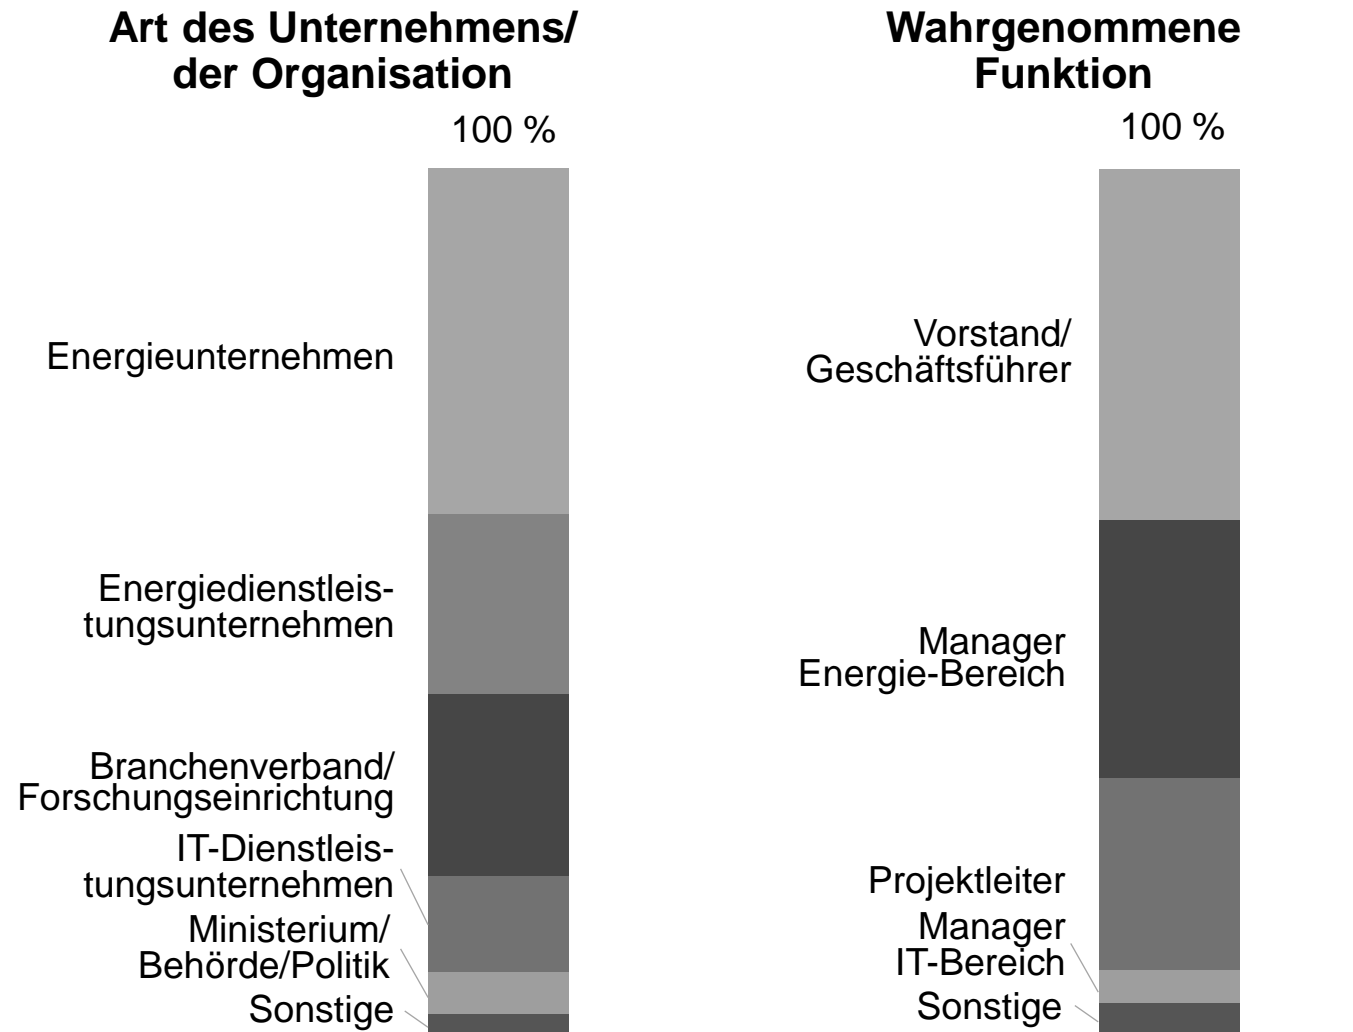 Art des Unternehmens/
der Organisation
100 %
Energieunternehmen
Energiedienstleis-
tungsunternehmen
Branchenverband/
Forschungseinrichtung
IT-Dienstleis-
tungsunternehmen
Ministerium/
Behörde/Politik
Sonstige
Wahrgenommene
Funktion
100 %
Vorstand/
Geschäftsführer
Manager
Energie-Bereich
Projektleiter
Manager
IT-Bereich
Sonstige